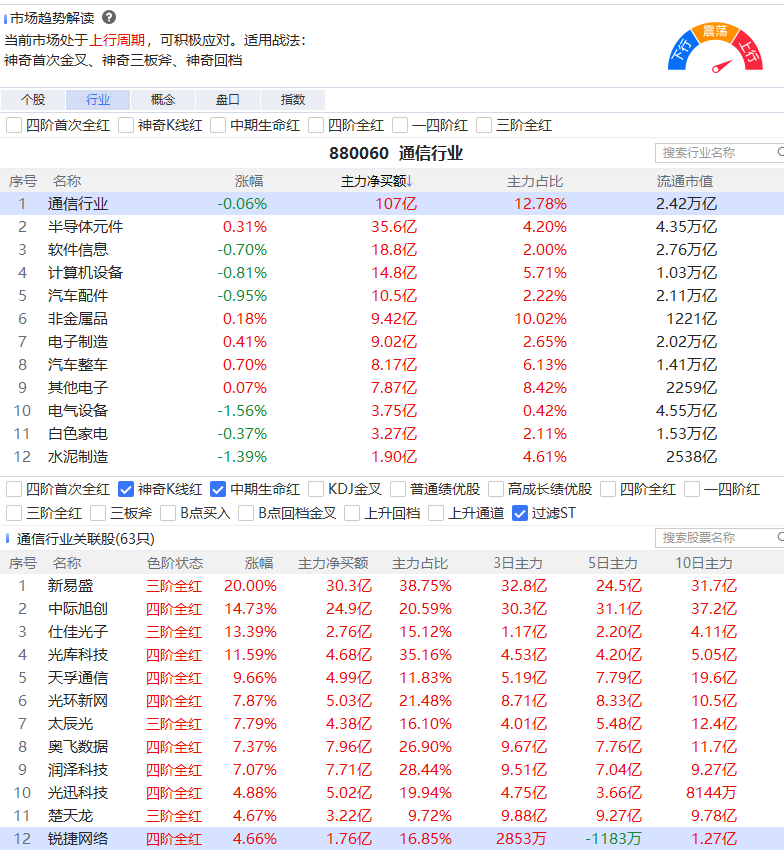 市场趋势解读 ?
当前市场处于上行周期，可积极应对。适用战法：
神奇首次金叉、神奇三板斧、神奇回档
下行 震荡 上行
个股 行业 概念 盘口 指数
四阶首次全红 神奇K线红 中期生命红 四阶全红 一四阶红 三阶全红
880060 通信行业 搜索行业名称
序号 名称 涨幅 主力净买额↓ 主力占比 流通市值
1 通信行业 -0.06% 107亿 12.78% 2.42万亿
2 半导体元件 0.31% 35.6亿 4.20% 4.35万亿
3 软件信息 -0.70% 18.8亿 2.00% 2.76万亿
4 计算机设备 -0.81% 14.8亿 5.71% 1.03万亿
5 汽车配件 -0.95% 10.5亿 2.22% 2.11万亿
6 非金属品 0.18% 9.42亿 10.02% 1221亿
7 电子制造 0.41% 9.02亿 2.65% 2.02万亿
8 汽车整车 0.70% 8.17亿 6.13% 1.41万亿
9 其他电子 0.07% 7.87亿 8.42% 2259亿
10 电气设备 -1.56% 3.75亿 0.42% 4.55万亿
11 白色家电 -0.37% 3.27亿 2.11% 1.53万亿
12 水泥制造 -1.39% 1.90亿 4.61% 2538亿
四阶首次全红 神奇K线红 中期生命红 KDJ金叉 普通绩优股 高成长绩优股 四阶全红 一四阶红
三阶全红 三板斧 B点买入 B点回档金叉 上升回档 上升通道 过滤ST
通信行业关联股(63只) 搜索股票名称
序号 名称 色阶状态 涨幅 主力净买额 主力占比 3日主力 5日主力 10日主力
1 新易盛 三阶全红 20.00% 30.3亿 38.75% 32.8亿 24.5亿 31.7亿
2 中际旭创 四阶全红 14.73% 24.9亿 20.59% 30.3亿 31.1亿 37.2亿
3 仕佳光子 三阶全红 13.39% 2.76亿 15.12% 1.17亿 2.20亿 4.11亿
4 光库科技 四阶全红 11.59% 4.68亿 35.16% 4.53亿 4.20亿 5.05亿
5 天孚通信 四阶全红 9.66% 4.99亿 11.83% 5.19亿 7.79亿 19.6亿
6 光环新网 四阶全红 7.87% 5.03亿 21.48% 8.71亿 8.33亿 10.5亿
7 太辰光 三阶全红 7.79% 4.38亿 16.10% 4.01亿 5.48亿 12.4亿
8 奥飞数据 四阶全红 7.37% 7.96亿 26.90% 9.67亿 7.76亿 11.7亿
9 润泽科技 四阶全红 7.07% 7.71亿 28.44% 9.51亿 7.04亿 9.27亿
10 光迅科技 四阶全红 4.88% 5.02亿 19.94% 4.75亿 3.66亿 8144万
11 楚天龙 三阶全红 4.67% 3.22亿 9.72% 9.88亿 9.27亿 9.78亿
12 锐捷网络 四阶全红 4.66% 1.76亿 16.85% 2853万 -1183万 1.27亿